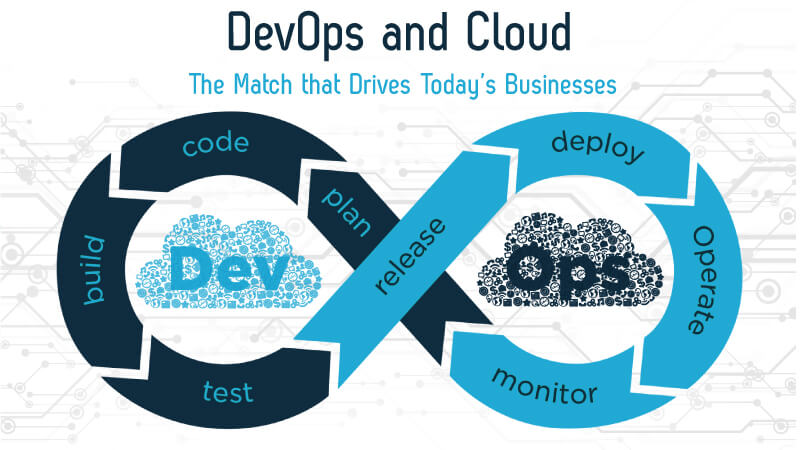 DevOps and Cloud
The Match that Drives Today's Businesses
code
plan
build
Dev
test
release
deploy
Operate
Ops
monitor